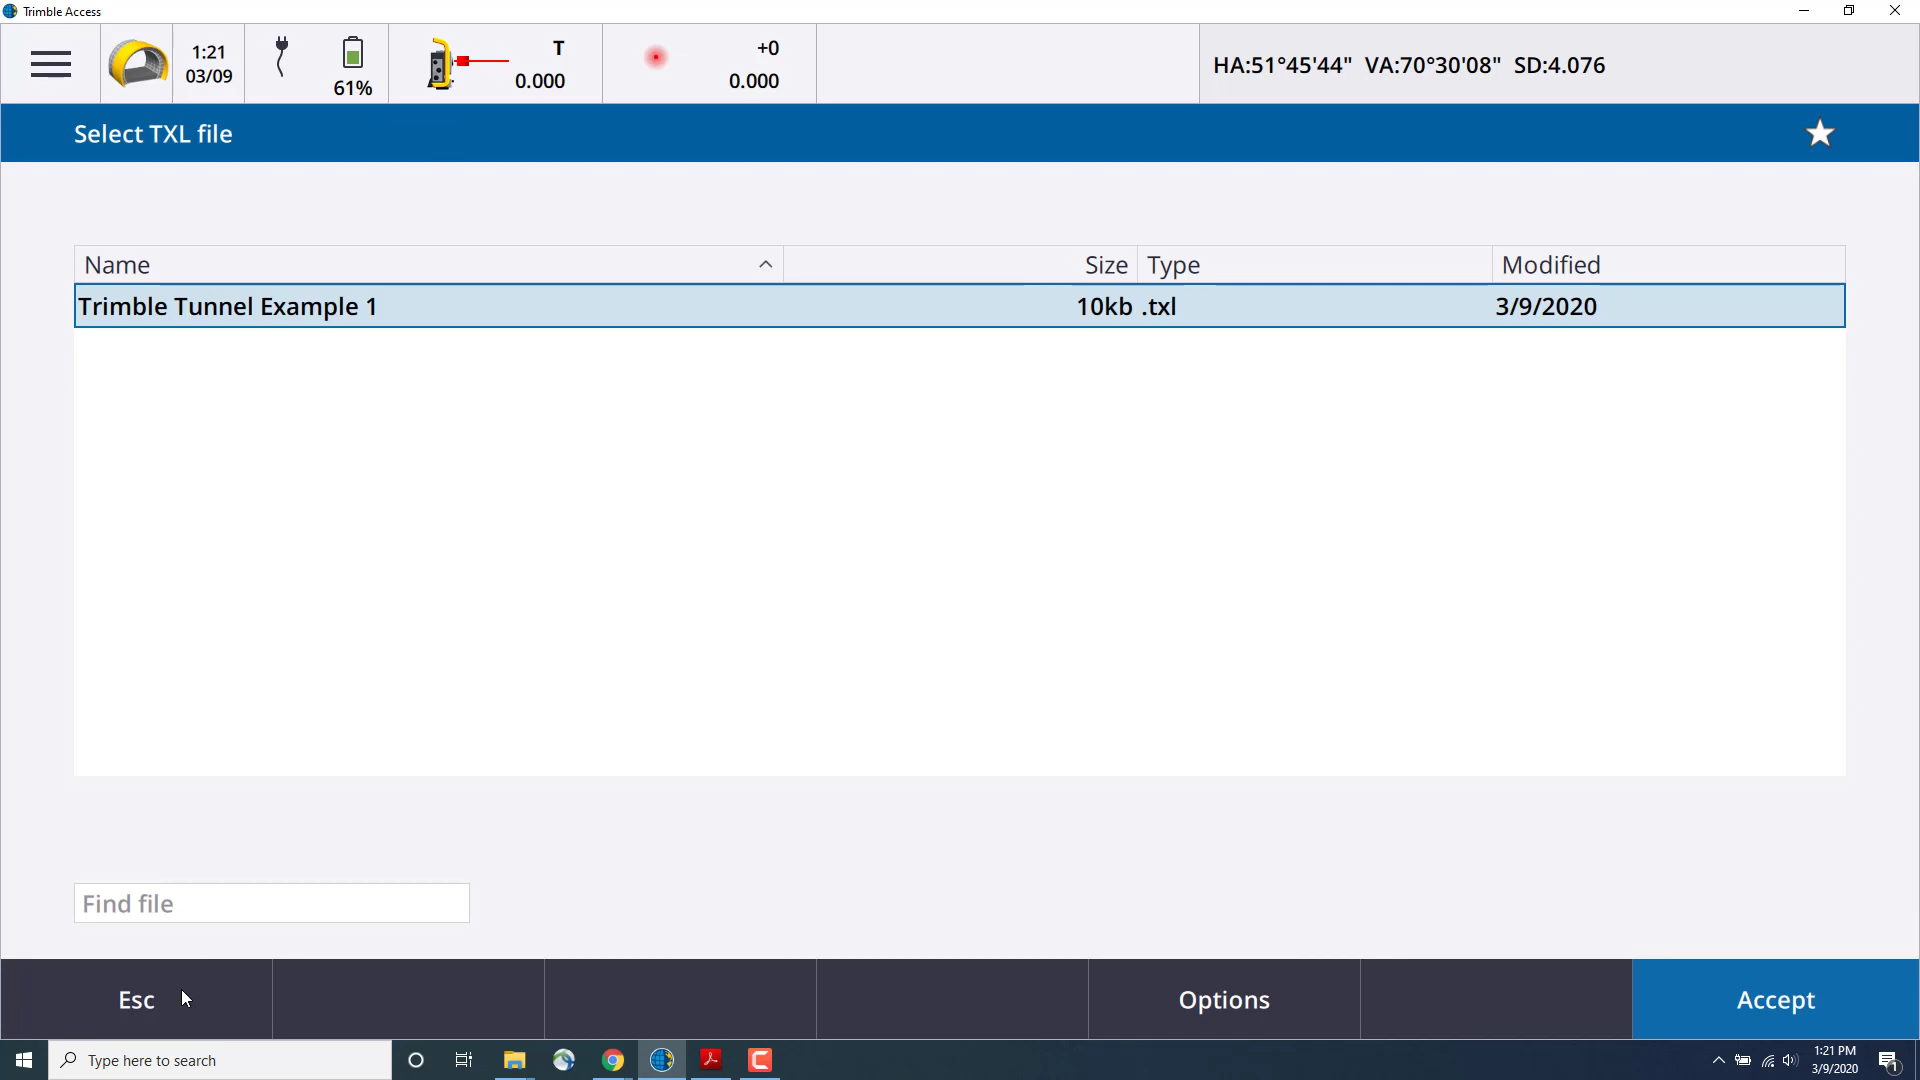 Trimble Access
1:21
03/09
61%
T
0.000
+0
0.000
HA:51°45'44" VA:70°30'08" SD:4.076
Select TXL file
Name Size Type Modified
Trimble Tunnel Example 1 10kb .txl 3/9/2020
Find file
Esc Options Accept
Type here to search
1:21 PM
3/9/2020
1